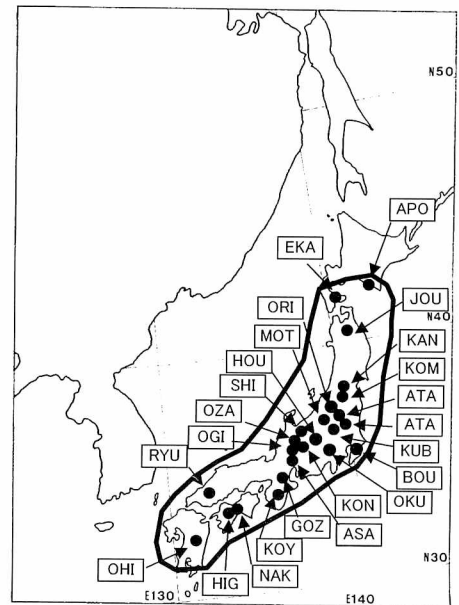 N50
APO
EKA
JOU
ORI
N40
MOT
KAN
HOU
KOM
SHI
ATA
OZA
ATA
OGI
KUB
RYU
BOU
OKU
KON
ASA
GOZ
KOY
OHI
HIG
NAK
N30
E130
E140